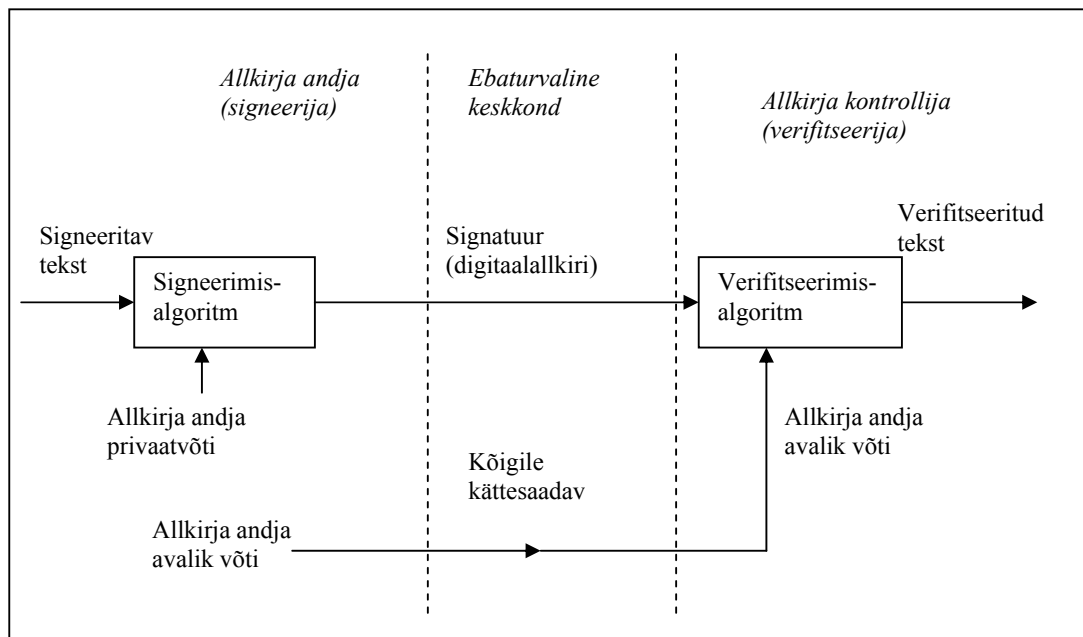 Allkirja andja
(signeerija)
Ebaturvaline
keskkond
Allkirja kontrollija
(verifitseerija)
Signeeritav
tekst
Signeerimis-
algoritm
Signatuur
(digitaalallkiri)
Verifitseerimis-
algoritm
Verifitseeritud
tekst
Allkirja andja
privaatvõti
Allkirja andja
avalik võti
Kõigile
kättesaadav
Allkirja andja
avalik võti